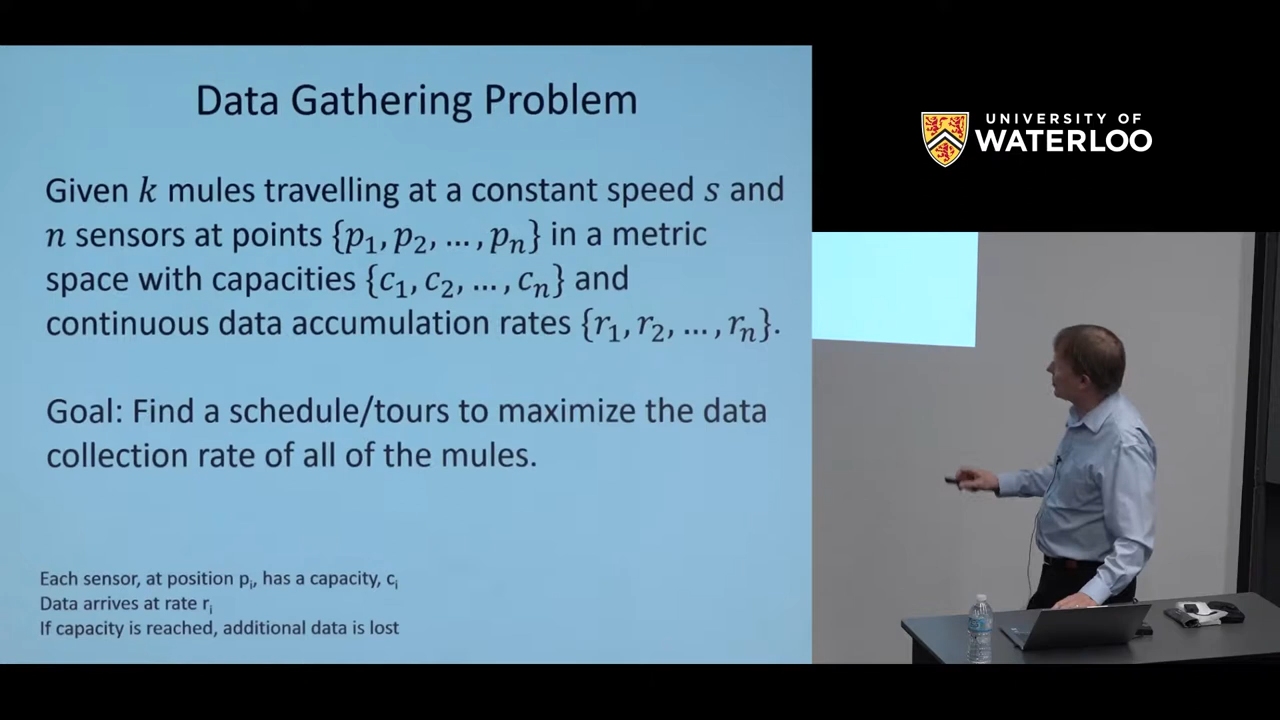 Data Gathering Problem
Given k mules travelling at a constant speed s and
n sensors at points {p₁, p₂, …, pₙ} in a metric
space with capacities {c₁, c₂, …, cₙ} and
continuous data accumulation rates {r₁, r₂, …, rₙ}.
Goal: Find a schedule/tours to maximize the data
collection rate of all of the mules.
Each sensor, at position pᵢ, has a capacity, cᵢ
Data arrives at rate rᵢ
If capacity is reached, additional data is lost
UNIVERSITY OF
WATERLOO